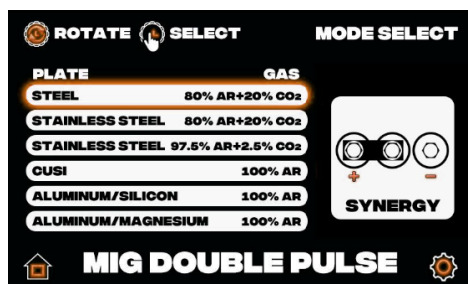 ROTATE SELECT MODE SELECT
PLATE GAS
STEEL 80% AR+20% CO₂
STAINLESS STEEL 80% AR+20% CO₂
STAINLESS STEEL 97.5% AR+2.5% CO₂
CUSI 100% AR
ALUMINUM/SILICON 100% AR
ALUMINUM/MAGNESIUM 100% AR
+ −
SYNERGY
MIG DOUBLE PULSE